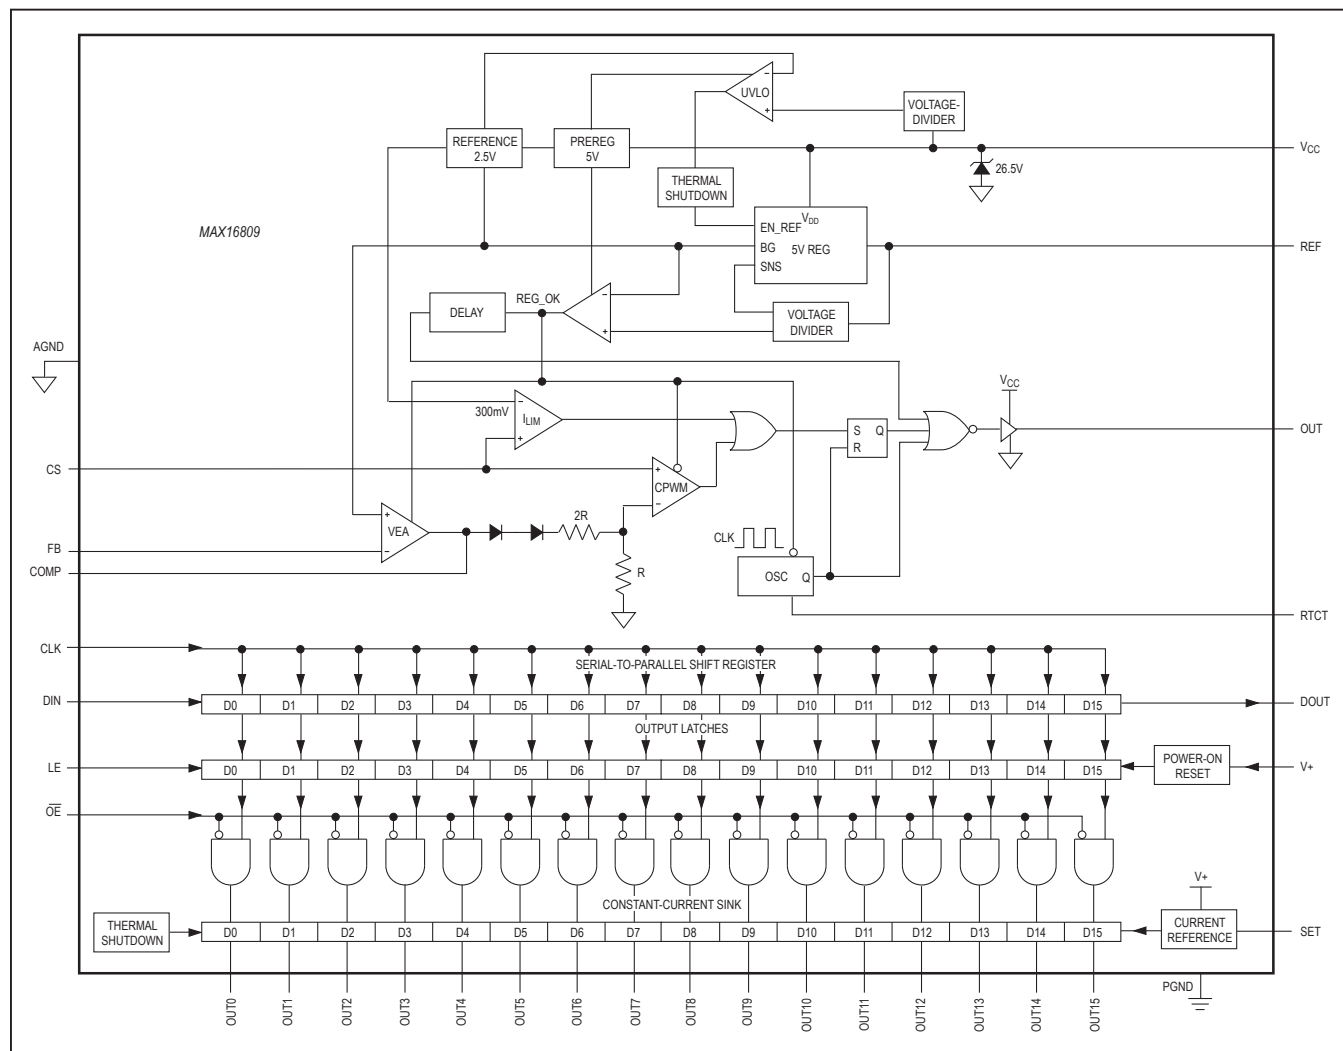 − UVLO +
VOLTAGE-
DIVIDER
REFERENCE
2.5V
PREREG
5V
VCC
26.5V
THERMAL
SHUTDOWN
MAX16809
VDD
EN_REF
BG 5V REG
SNS
REF
REG_OK
DELAY
− +
VOLTAGE
DIVIDER
AGND
VCC
300mV
− ILIM +
S Q
R
OUT
CS
+ CPWM −
+ VEA −
2R
FB
COMP
R
CLK
OSC Q
RTCT
CLK
SERIAL-TO-PARALLEL SHIFT REGISTER
DIN
D0 D1 D2 D3 D4 D5 D6 D7 D8 D9 D10 D11 D12 D13 D14 D15
DOUT
OUTPUT LATCHES
LE
D0 D1 D2 D3 D4 D5 D6 D7 D8 D9 D10 D11 D12 D13 D14 D15
POWER-ON
RESET
V+
O̅E̅
V+
CONSTANT-CURRENT SINK
THERMAL
SHUTDOWN
D0 D1 D2 D3 D4 D5 D6 D7 D8 D9 D10 D11 D12 D13 D14 D15
CURRENT
REFERENCE
SET
PGND
OUT0 OUT1 OUT2 OUT3 OUT4 OUT5 OUT6 OUT7 OUT8 OUT9 OUT10 OUT11 OUT12 OUT13 OUT14 OUT15